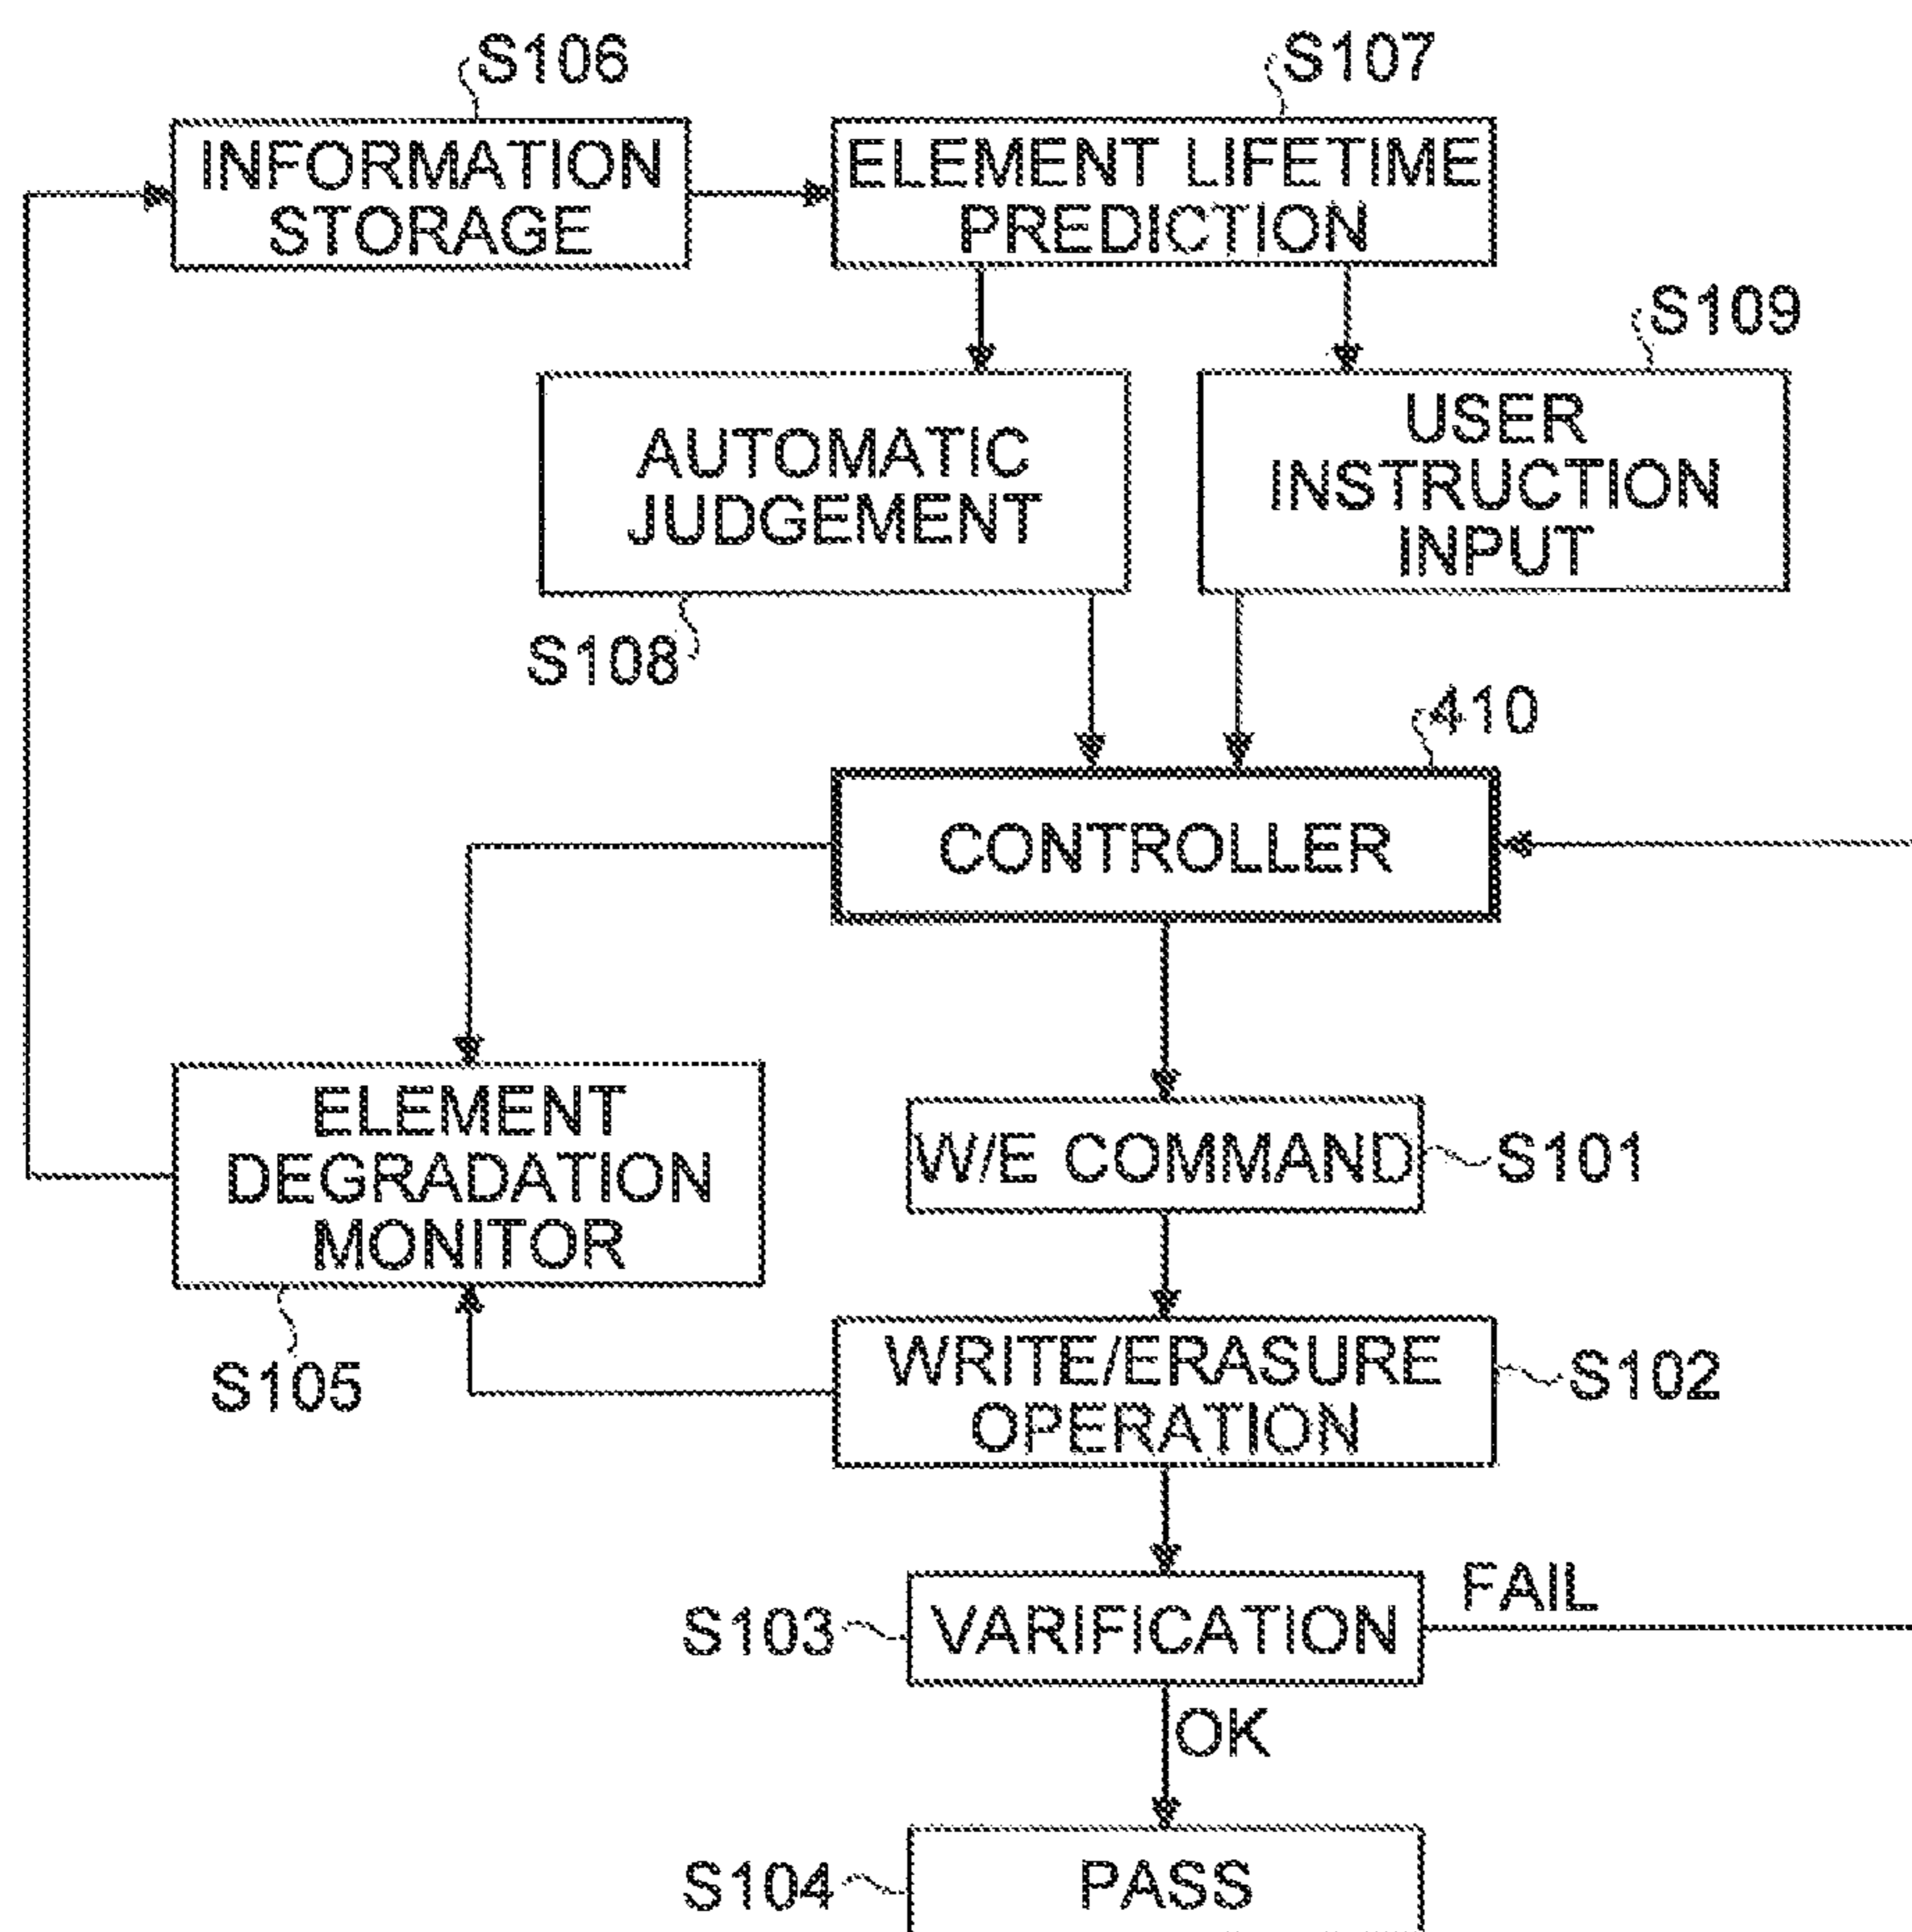 S106
S107
INFORMATION
STORAGE
ELEMENT LIFETIME
PREDICTION
S109
AUTOMATIC
JUDGEMENT
USER
INSTRUCTION
INPUT
S108
410
CONTROLLER
ELEMENT
DEGRADATION
MONITOR
W/E COMMAND
S101
S105
WRITE/ERASURE
OPERATION
S102
S103
VARIFICATION
FAIL
OK
S104
PASS